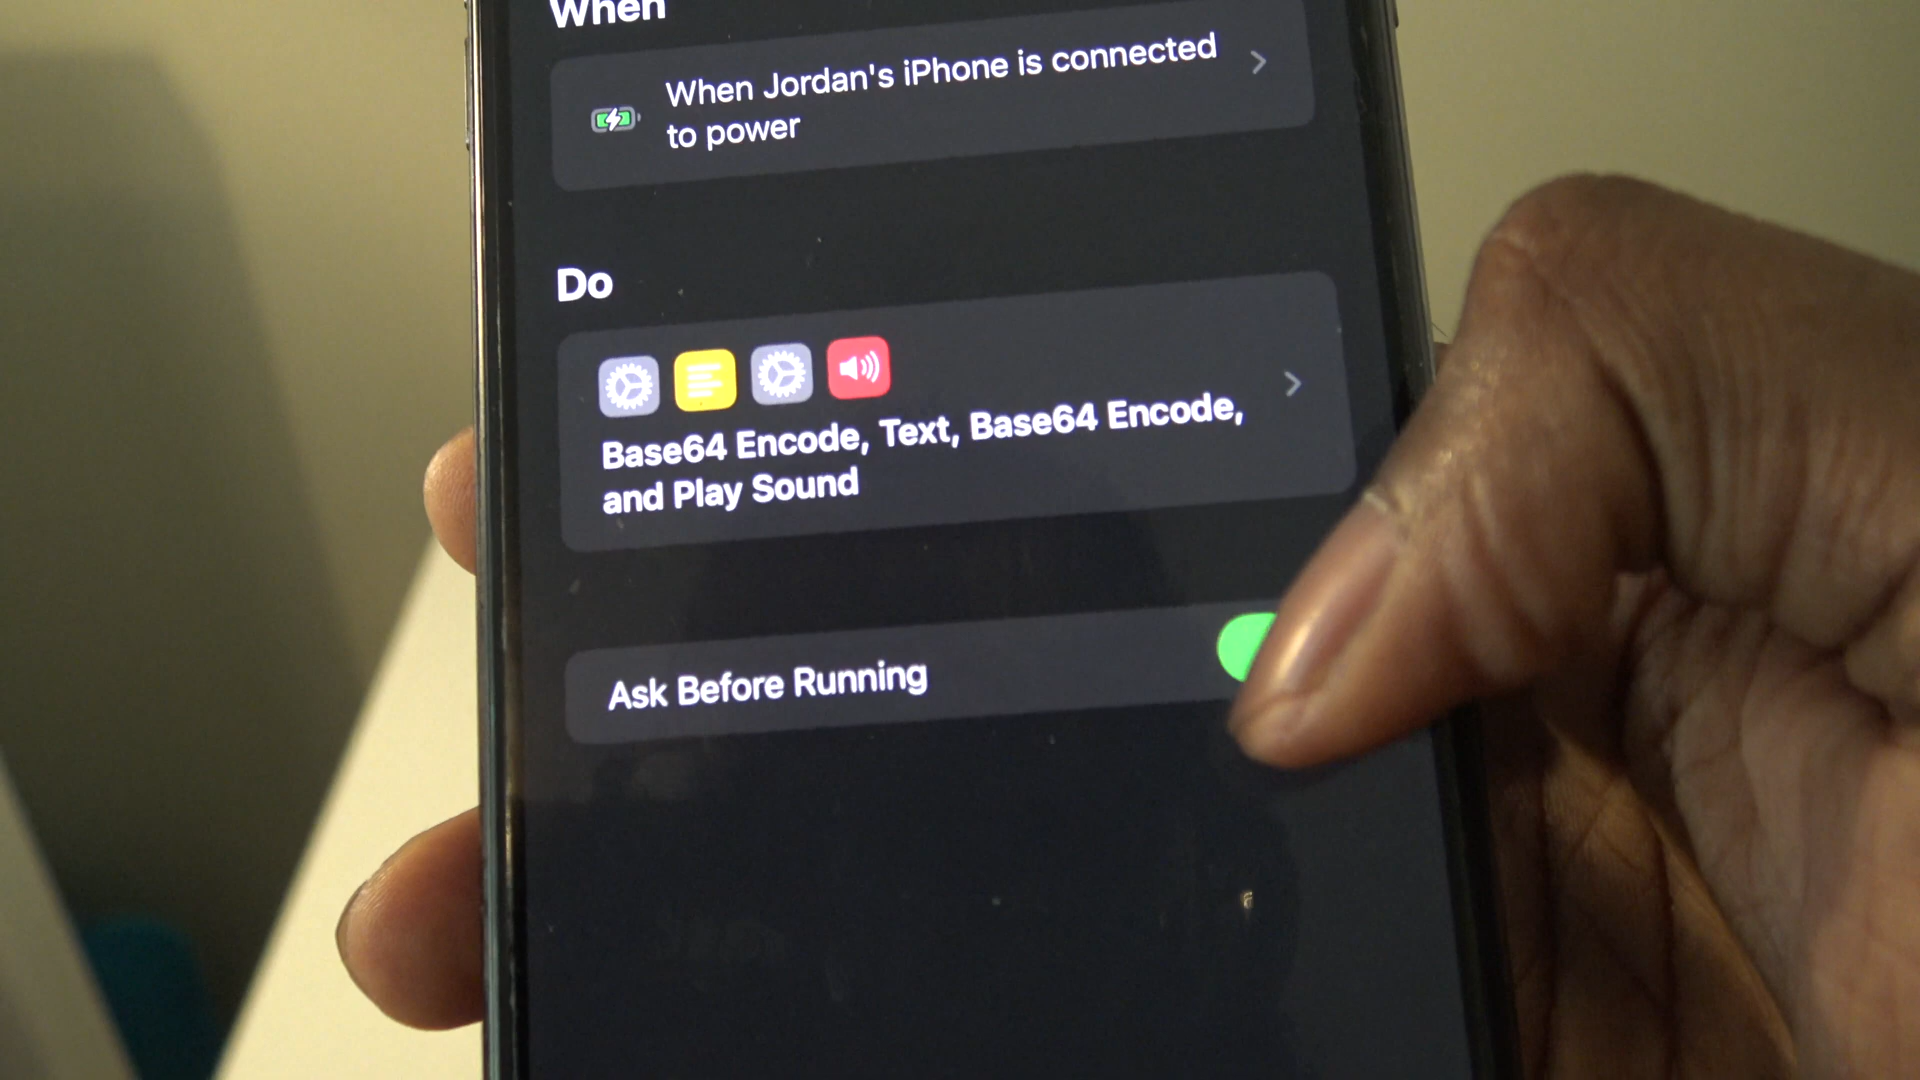 When
When Jordan's iPhone is connected
to power
Do
Base64 Encode, Text, Base64 Encode,
and Play Sound
Ask Before Running